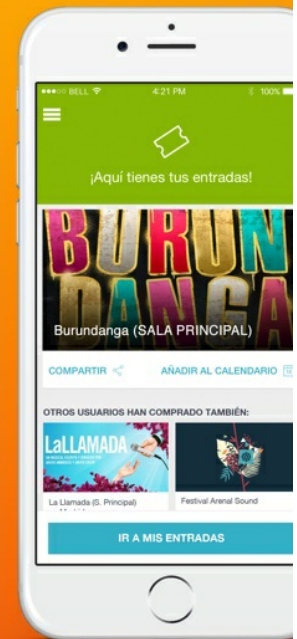 BELL 4:21 PM 100%
¡Aquí tienes tus entradas!
BURUN
DANGA
Burundanga (SALA PRINCIPAL)
COMPARTIR AÑADIR AL CALENDARIO
OTROS USUARIOS HAN COMPRADO TAMBIÉN:
LaLLAMADA
La Llamada (S. Principal)
Festival Arenal Sound
IR A MIS ENTRADAS